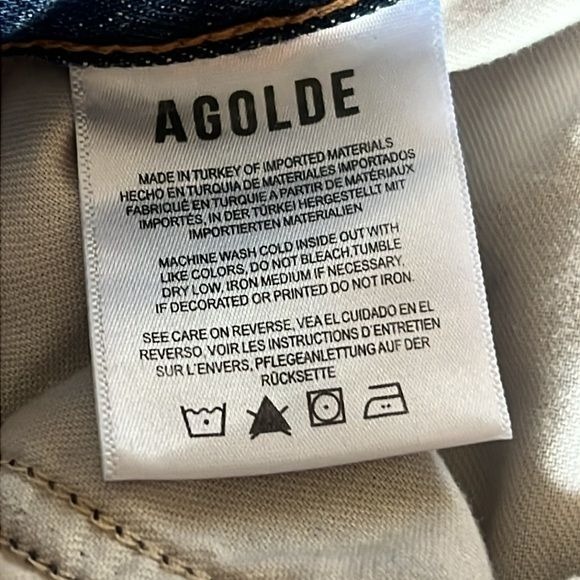 AGOLDE
MADE IN TURKEY OF IMPORTED MATERIALS
HECHO EN TURQUIA DE MATERIALES IMPORTADOS
FABRIQUÉ EN TURQUIE A PARTIR DE MATÉRIAUX
IMPORTÉS, IN DER TÜRKEI HERGESTELLT MIT
IMPORTIERTEN MATERIALIEN
MACHINE WASH COLD INSIDE OUT WITH
LIKE COLORS, DO NOT BLEACH,TUMBLE
DRY LOW, IRON MEDIUM IF NECESSARY,
IF DECORATED OR PRINTED DO NOT IRON.
SEE CARE ON REVERSE, VEA EL CUIDADO EN EL
REVERSO, VOIR LES INSTRUCTIONS D'ENTRETIEN
SUR L'ENVERS, PFLEGEANLEITTUNG AUF DER
RÜCKSETTE